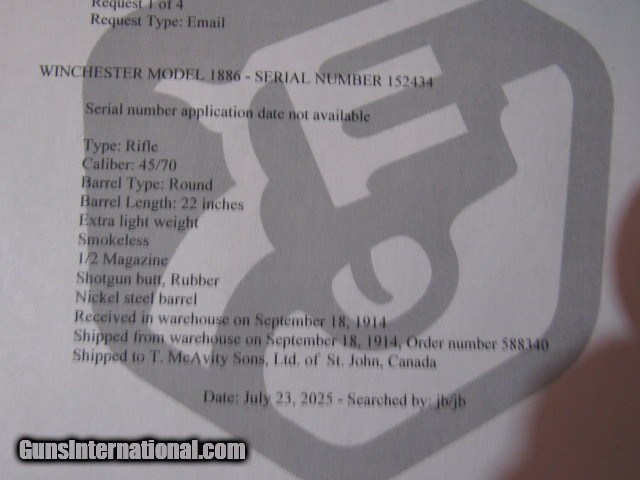 Request 1 of 4
Request Type: Email
WINCHESTER MODEL 1886 - SERIAL NUMBER 152434
Serial number application date not available
Type: Rifle
Caliber: 45/70
Barrel Type: Round
Barrel Length: 22 inches
Extra light weight
Smokeless
1/2 Magazine
Shotgun butt, Rubber
Nickel steel barrel
Received in warehouse on September 18, 1914
Shipped from warehouse on September 18, 1914, Order number 588340
Shipped to T. McAvity Sons, Ltd. of St. John, Canada
Date: July 23, 2025 - Searched by: jb/jb
GunsInternational.com